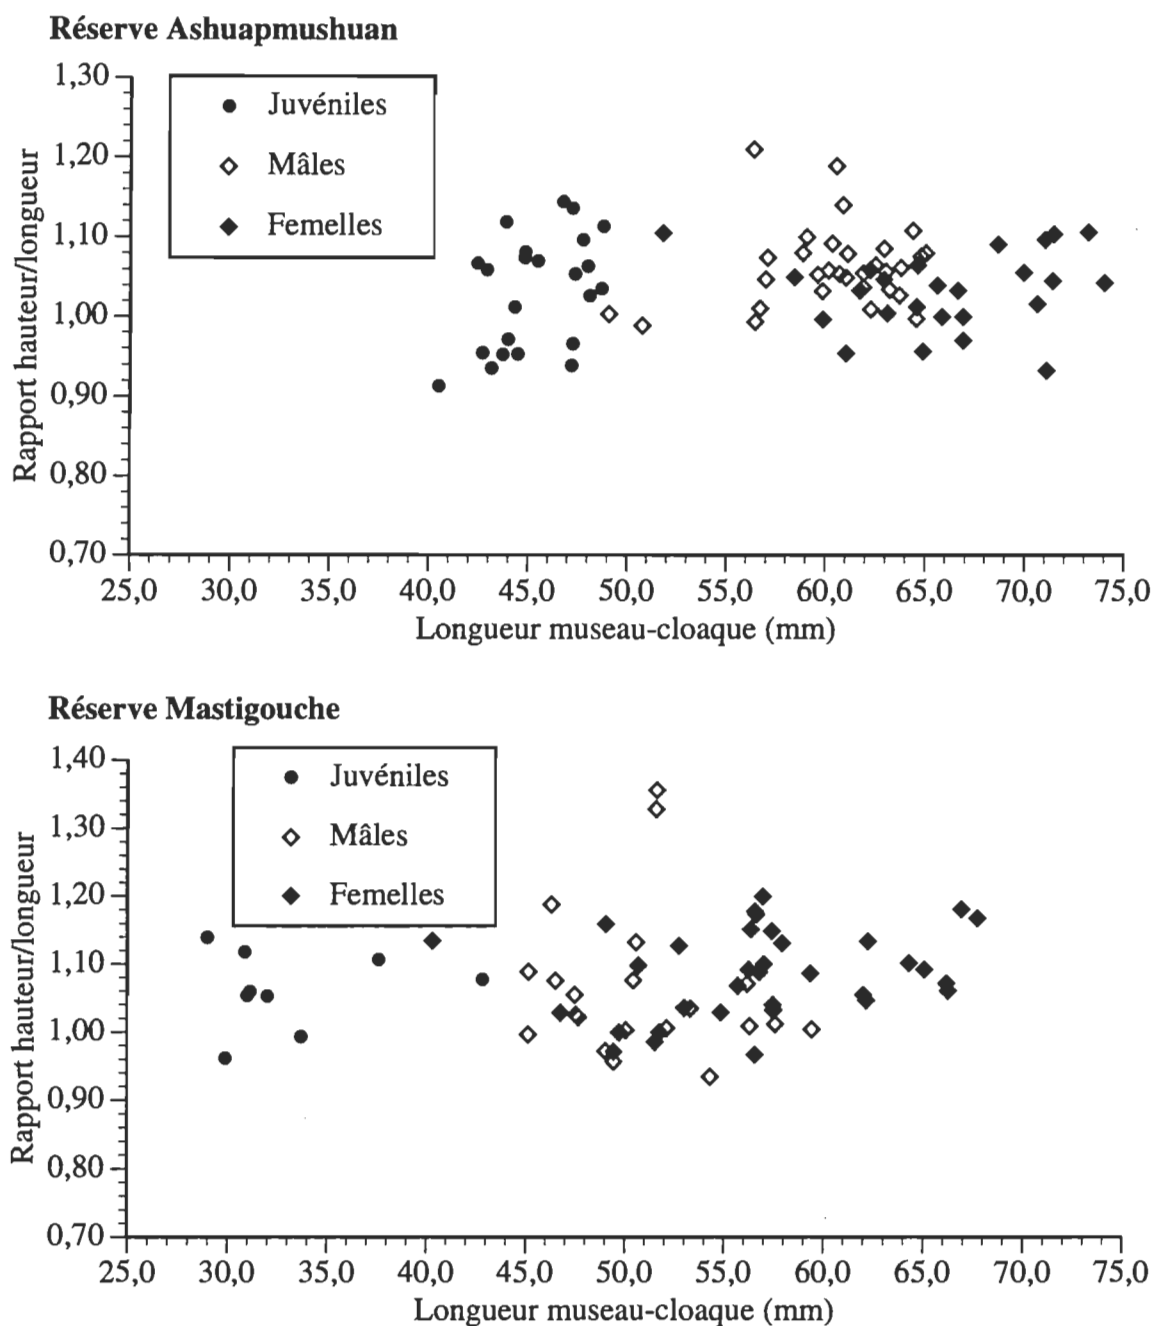 Réserve Ashuapmushuan
1,30
1,20
1,10
1,00
0,90
0,80
0,70
Rapport hauteur/longueur
Juvéniles
Mâles
Femelles
25,0 30,0 35,0 40,0 45,0 50,0 55,0 60,0 65,0 70,0 75,0
Longueur museau-cloaque (mm)
Réserve Mastigouche
1,40
1,30
1,20
1,10
1,00
0,90
0,80
0,70
Rapport hauteur/longueur
Juvéniles
Mâles
Femelles
25,0 30,0 35,0 40,0 45,0 50,0 55,0 60,0 65,0 70,0 75,0
Longueur museau-cloaque (mm)